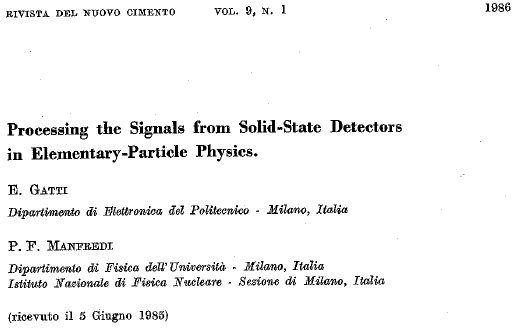 RIVISTA DEL NUOVO CIMENTO VOL. 9, N. 1 1986
Processing the Signals from Solid-State Detectors
in Elementary-Particle Physics.
E. GATTI
Dipartimento di Elettronica del Politecnico - Milano, Italia
P. F. MANFREDI
Dipartimento di Fisica dell'Università - Milano, Italia
Istituto Nazionale di Fisica Nucleare - Sezione di Milano, Italia
(ricevuto il 5 Giugno 1985)